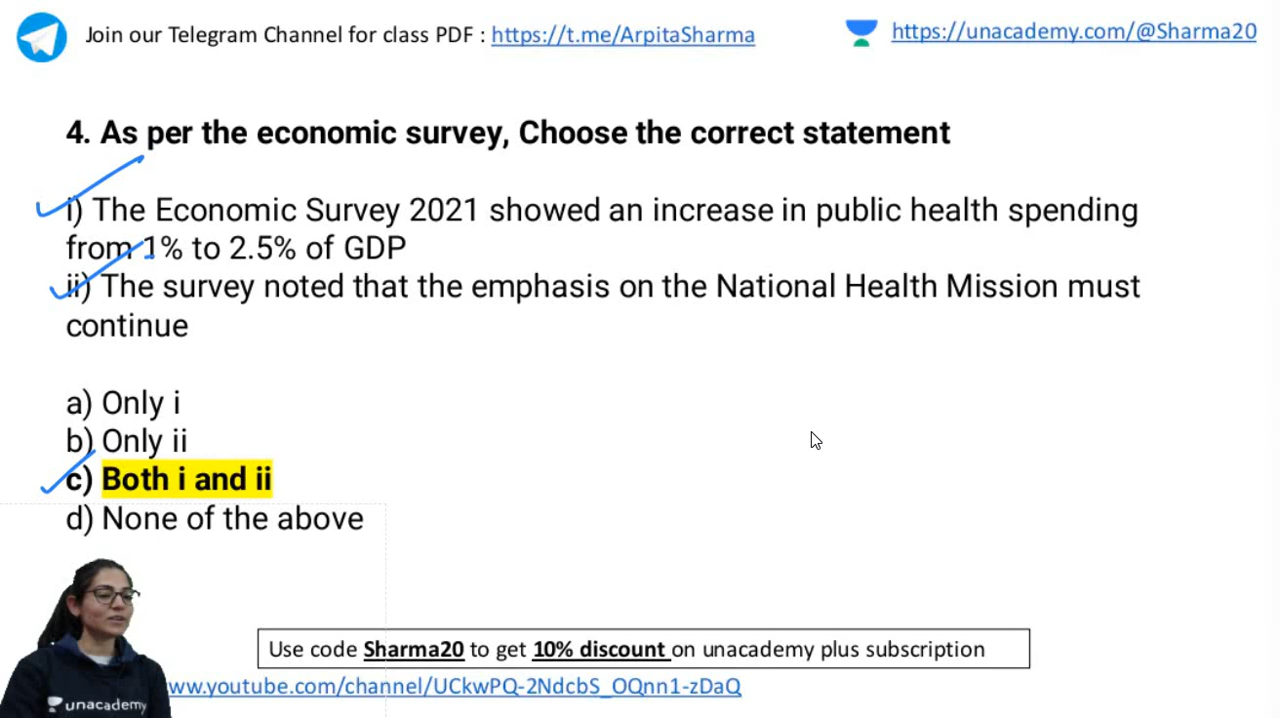 Join our Telegram Channel for class PDF : https://t.me/ArpitaSharma
https://unacademy.com/@Sharma20
4. As per the economic survey, Choose the correct statement
i) The Economic Survey 2021 showed an increase in public health spending
from 1% to 2.5% of GDP
ii) The survey noted that the emphasis on the National Health Mission must
continue
a) Only i
b) Only ii
c) Both i and ii
d) None of the above
Use code Sharma20 to get 10% discount on unacademy plus subscription
ww.youtube.com/channel/UCkwPQ-2NdcbS_OQnn1-zDaQ
unacademy